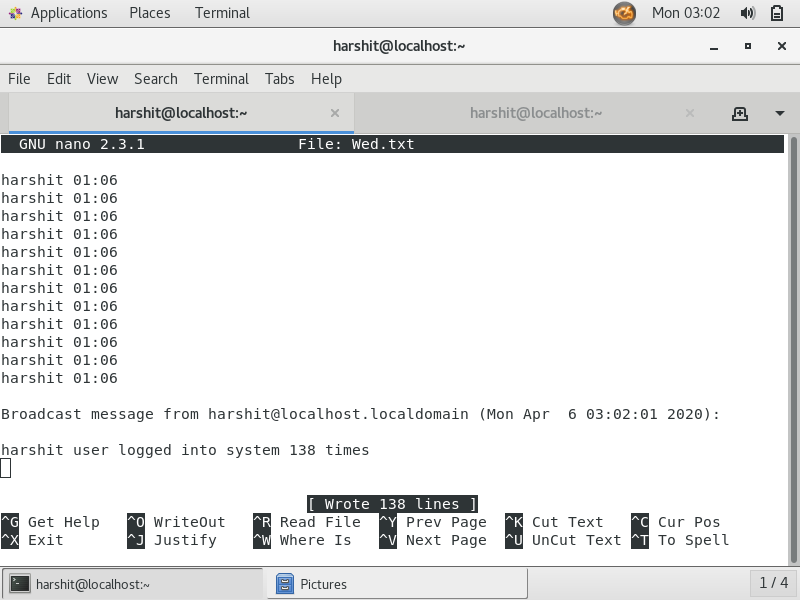 Applications Places Terminal Mon 03:02
harshit@localhost:~
File Edit View Search Terminal Tabs Help
harshit@localhost:~ × harshit@localhost:~ ×
GNU nano 2.3.1 File: Wed.txt
harshit 01:06
harshit 01:06
harshit 01:06
harshit 01:06
harshit 01:06
harshit 01:06
harshit 01:06
harshit 01:06
harshit 01:06
harshit 01:06
harshit 01:06
harshit 01:06
Broadcast message from harshit@localhost.localdomain (Mon Apr  6 03:02:01 2020):
harshit user logged into system 138 times
[ Wrote 138 lines ]
^G Get Help ^O WriteOut ^R Read File ^Y Prev Page ^K Cut Text ^C Cur Pos
^X Exit ^J Justify ^W Where Is ^V Next Page ^U UnCut Text ^T To Spell
harshit@localhost:~ Pictures 1 / 4